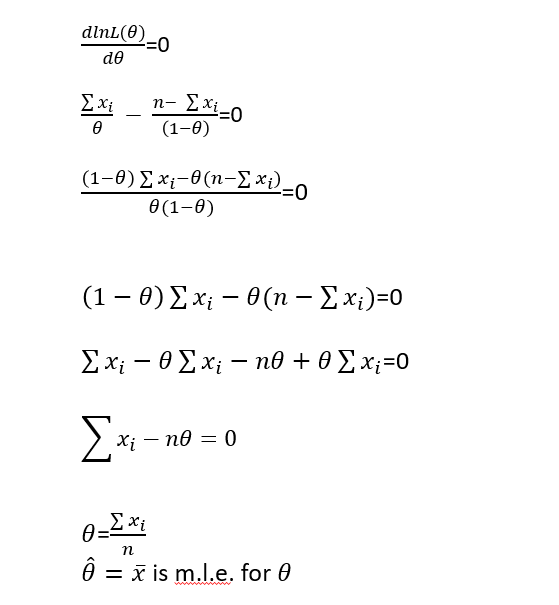 dlnL(θ)/dθ=0
∑xᵢ/θ − n− ∑xᵢ/(1−θ)=0
(1−θ)∑xᵢ−θ(n−∑xᵢ)/θ(1−θ)=0
(1 − θ)∑xᵢ − θ(n − ∑xᵢ)=0
∑xᵢ − θ∑xᵢ − nθ + θ∑xᵢ=0
∑xᵢ − nθ = 0
θ=∑xᵢ/n
θ̂ = x̄ is m.l.e. for θ